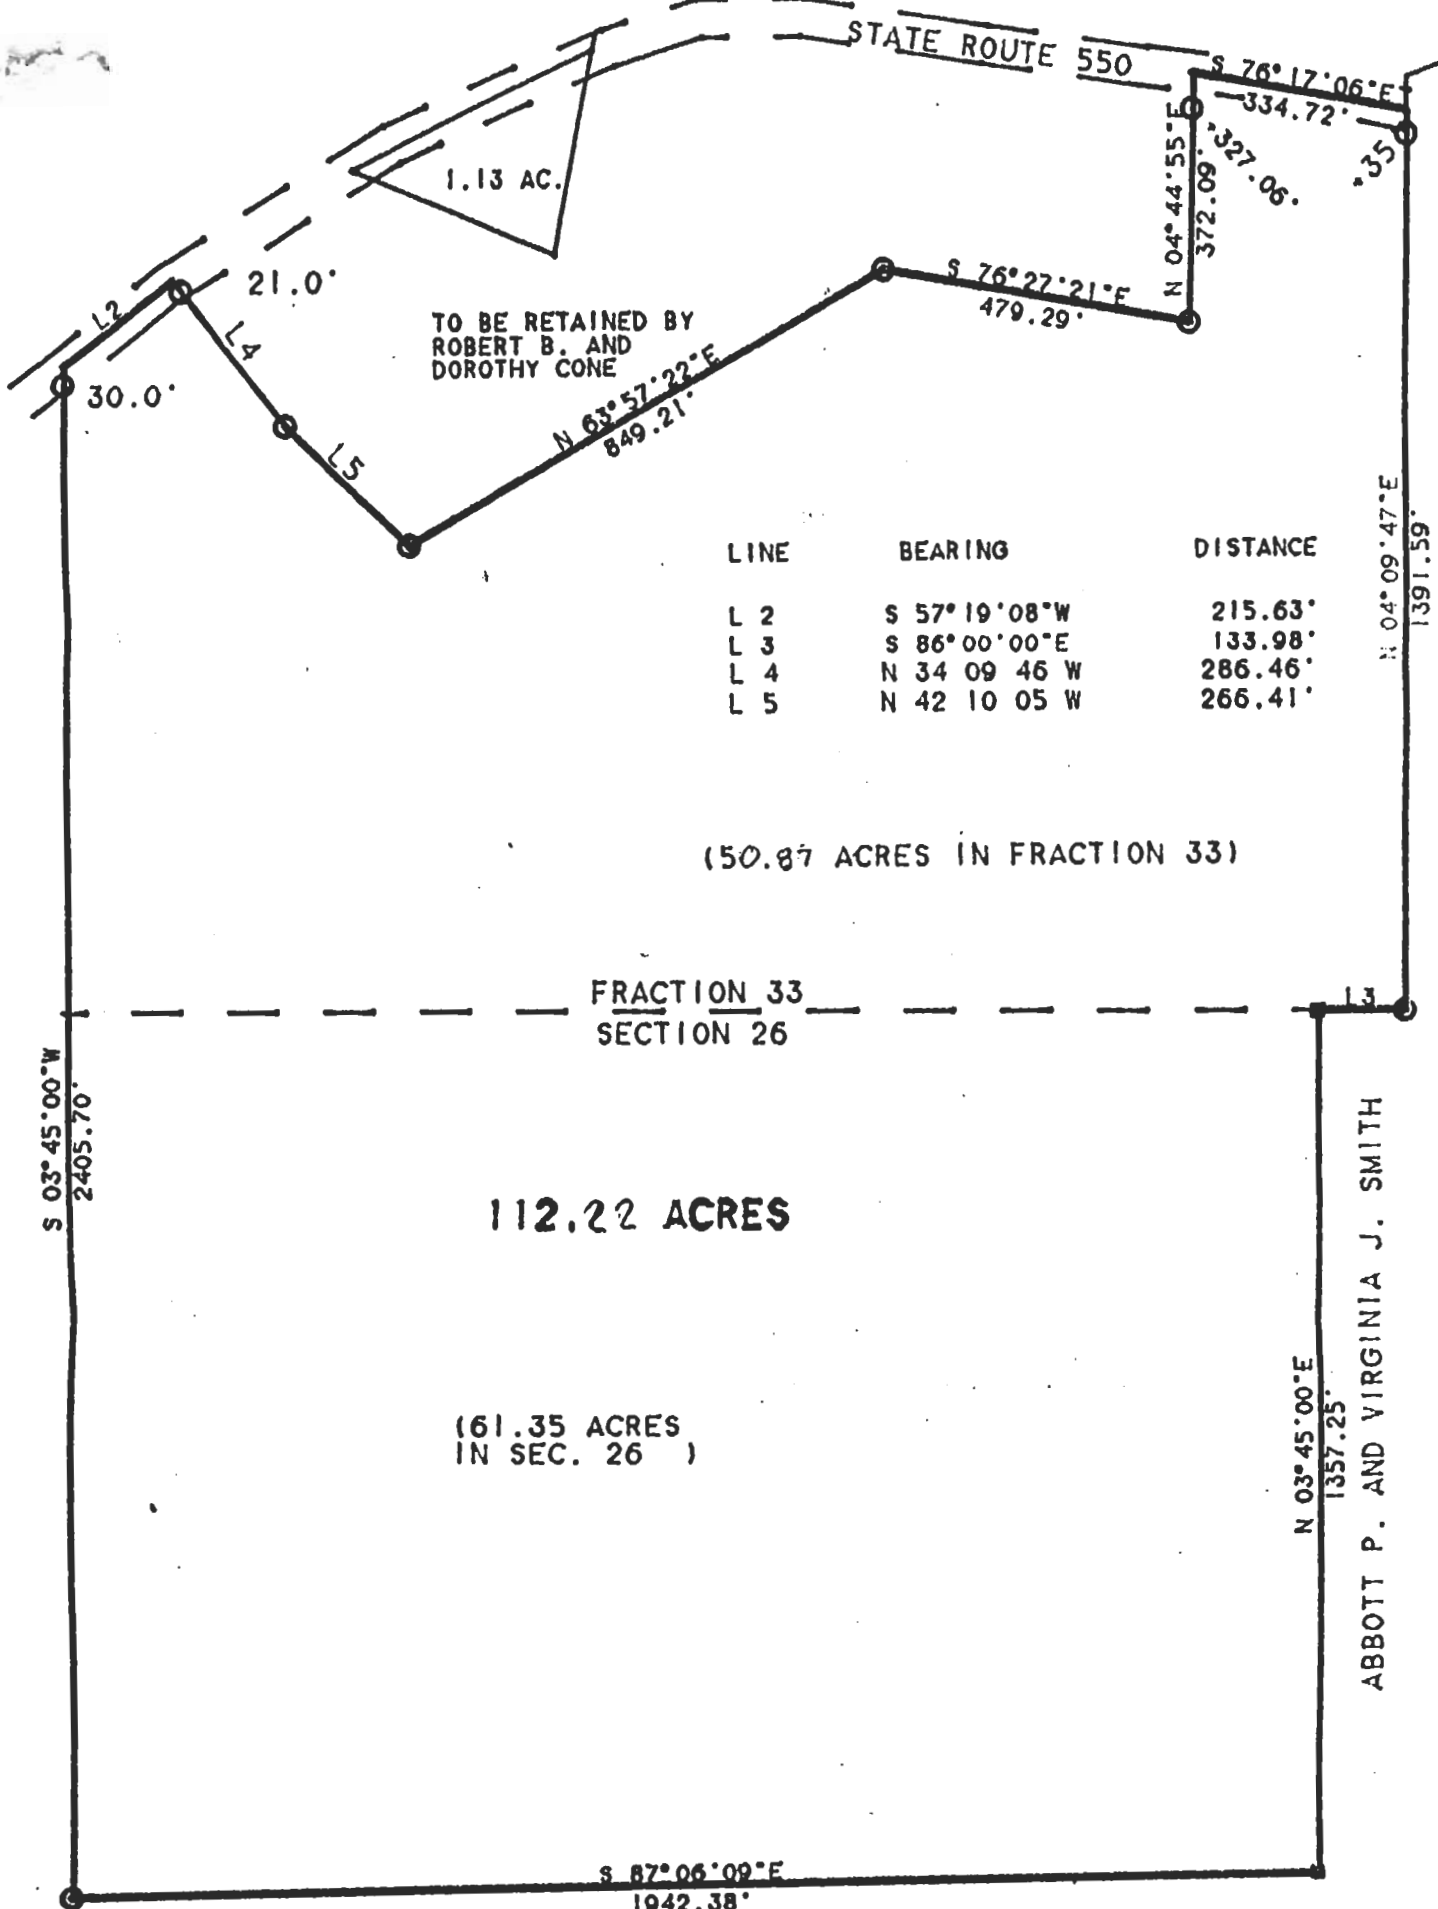 STATE ROUTE 550
S 76°17'06"E
334.72'
"327.06'
"35
N 04°44'55"E
372.09'
1.13 AC.
L2
21.0'
30.0'
L4
L5
TO BE RETAINED BY
ROBERT B. AND
DOROTHY CONE
S 76°27'21"E
479.29'
N 63°57'22"E
849.21'
N 04°09'47"E
1391.59'
LINE BEARING DISTANCE
L 2 S 57°19'08"W 215.63'
L 3 S 86°00'00"E 133.98'
L 4 N 34 09 46 W 286.46'
L 5 N 42 10 05 W 266.41'
(50.87 ACRES IN FRACTION 33)
FRACTION 33
SECTION 26
L3
S 03°45'00"W
2405.70'
112.22 ACRES
(61.35 ACRES
IN SEC. 26 )
N 03°45'00"E
1357.25'
ABBOTT P. AND VIRGINIA J. SMITH
S 87°06'09"E
1942.38'